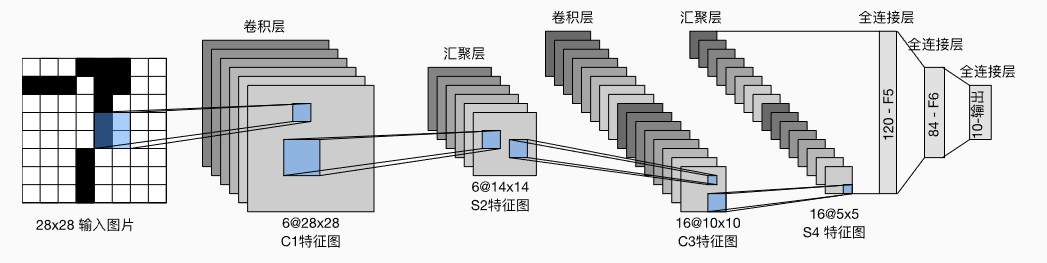 卷积层
汇聚层
卷积层
汇聚层
全连接层
全连接层
全连接层
28x28 输入图片
6@28x28
C1特征图
6@14x14
S2特征图
16@10x10
C3特征图
16@5x5
S4 特征图
120 - F5
84 - F6
10-输出